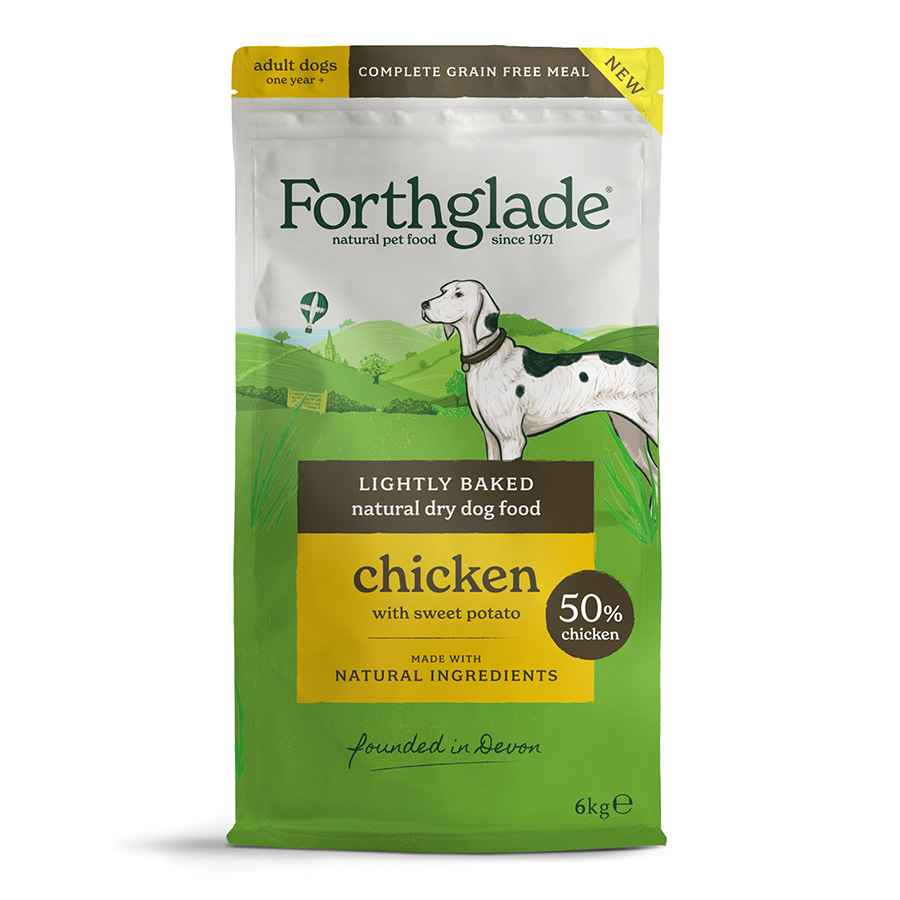 adult dogs
one year +
COMPLETE GRAIN FREE MEAL
NEW
Forthglade®
natural pet food since 1971
LIGHTLY BAKED
natural dry dog food
chicken
with sweet potato
50%
chicken
MADE WITH
NATURAL INGREDIENTS
founded in Devon
6kg℮